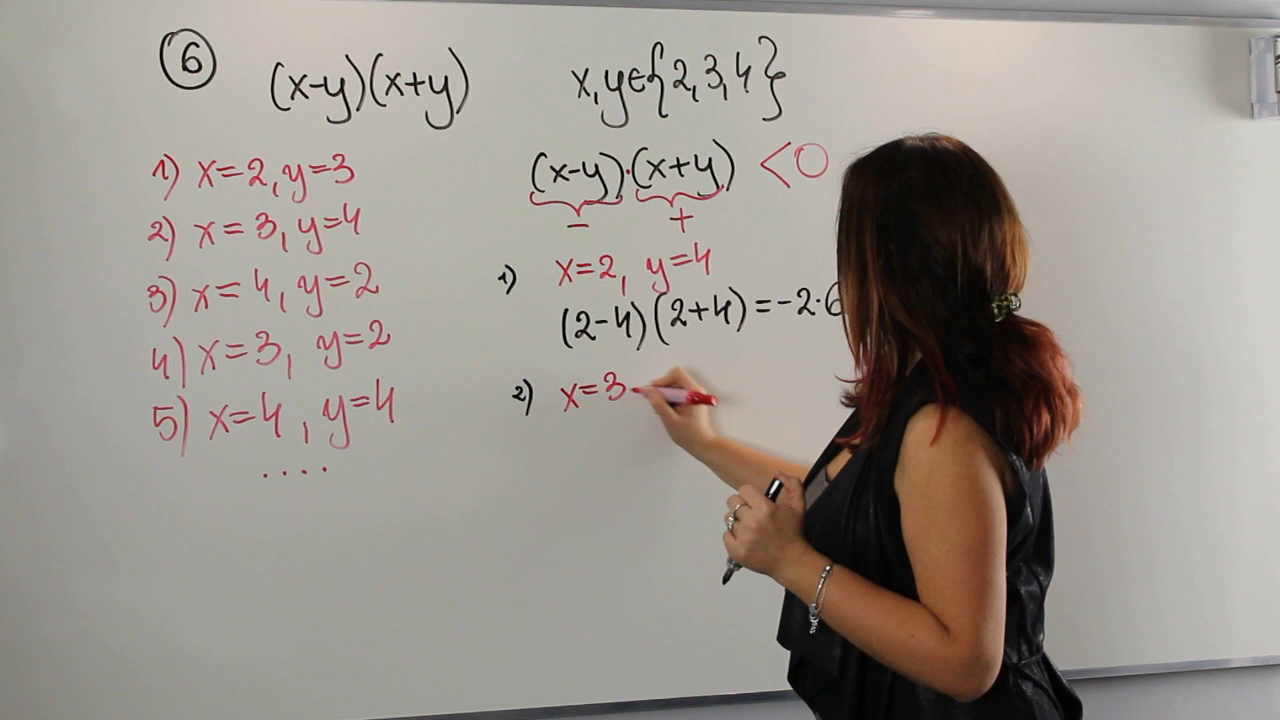 6 (x-y)(x+y) x,y∈{2,3,4}
1) x=2,y=3
2) x=3,y=4
3) x=4,y=2
4) x=3, y=2
5) x=4, y=4
....
(x-y)·(x+y) <0
- +
1) x=2, y=4
(2-4)(2+4)=-2·6
2) x=3